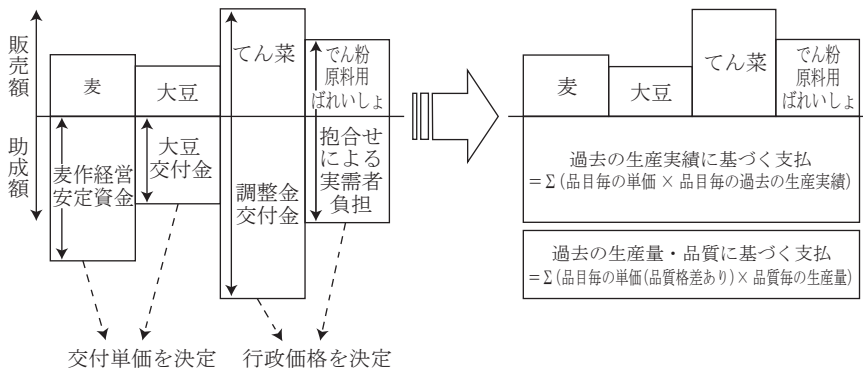 販売額
助成額
麦
大豆
てん菜
でん粉
原料用
ばれいしょ
麦作経営
安定資金
大豆
交付金
調整金
交付金
抱合せ
による
実需者
負担
交付単価を決定
行政価格を決定
麦
大豆
てん菜
でん粉
原料用
ばれいしょ
過去の生産実績に基づく支払
＝Σ(品目毎の単価 × 品目毎の過去の生産実績)
過去の生産量・品質に基づく支払
＝Σ(品目毎の単価(品質格差あり)× 品質毎の生産量)